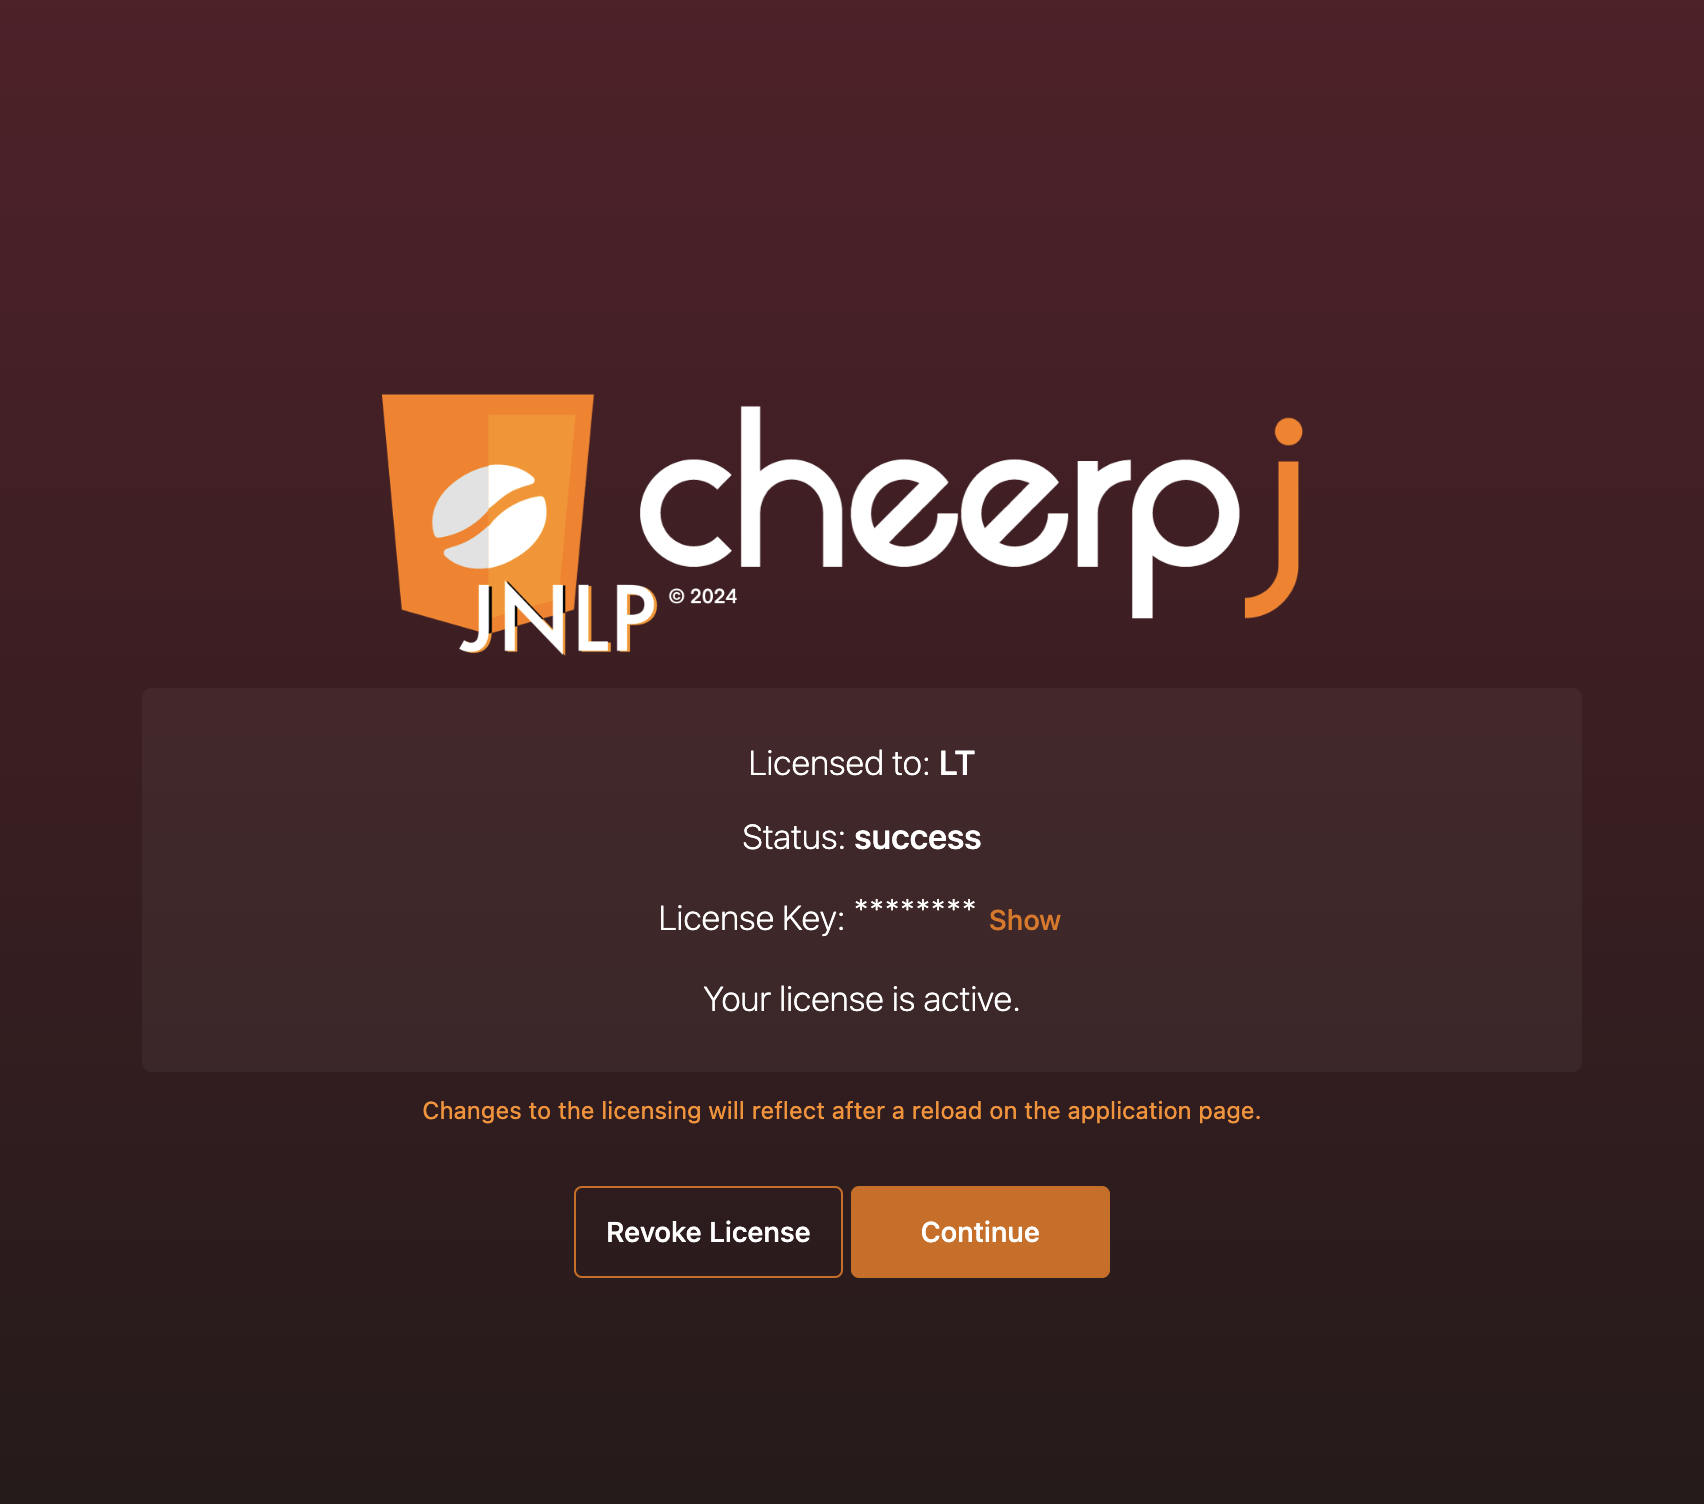 cheerpj
JNLP © 2024
Licensed to: LT
Status: success
License Key: ******** Show
Your license is active.
Changes to the licensing will reflect after a reload on the application page.
Revoke License Continue